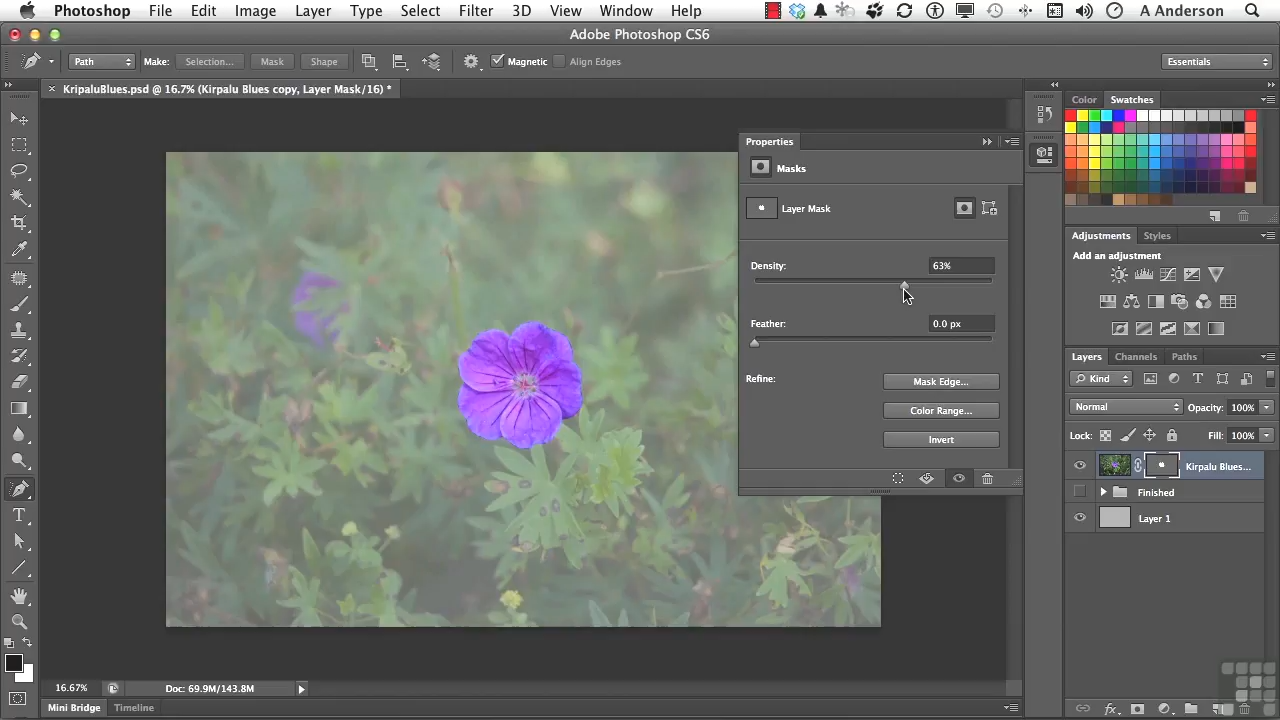 Photoshop File Edit Image Layer Type Select Filter 3D View Window Help A Anderson
Adobe Photoshop CS6
Path Make: Selection... Mask Shape Magnetic Align Edges Essentials
KripaluBlues.psd @ 16.7% (Kirpalu Blues copy, Layer Mask/16) *
Color Swatches
Properties
Masks
Layer Mask
Density: 63%
Feather: 0.0 px
Refine: Mask Edge...
Color Range...
Invert
Adjustments Styles
Add an adjustment
Layers Channels Paths
Kind
Normal Opacity: 100%
Lock: Fill: 100%
Kirpalu Blues...
Finished
Layer 1
16.67% Doc: 69.9M/143.8M
Mini Bridge Timeline